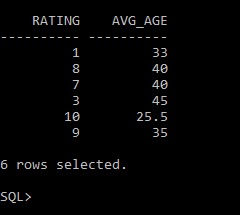 RATING AVG_AGE
---------- ----------
1 33
8 40
7 40
3 45
10 25.5
9 35
6 rows selected.
SQL>